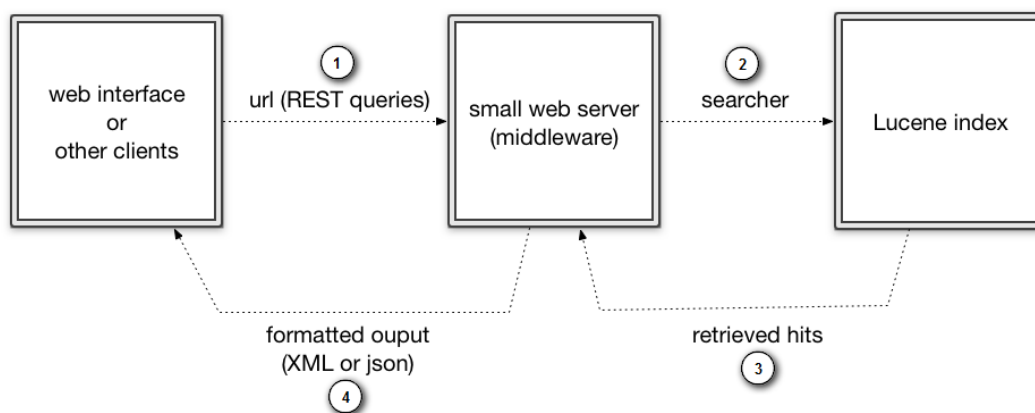 web interface
or
other clients
1
url (REST queries)
small web server
(middleware)
2
searcher
Lucene index
formatted ouput
(XML or json)
4
retrieved hits
3